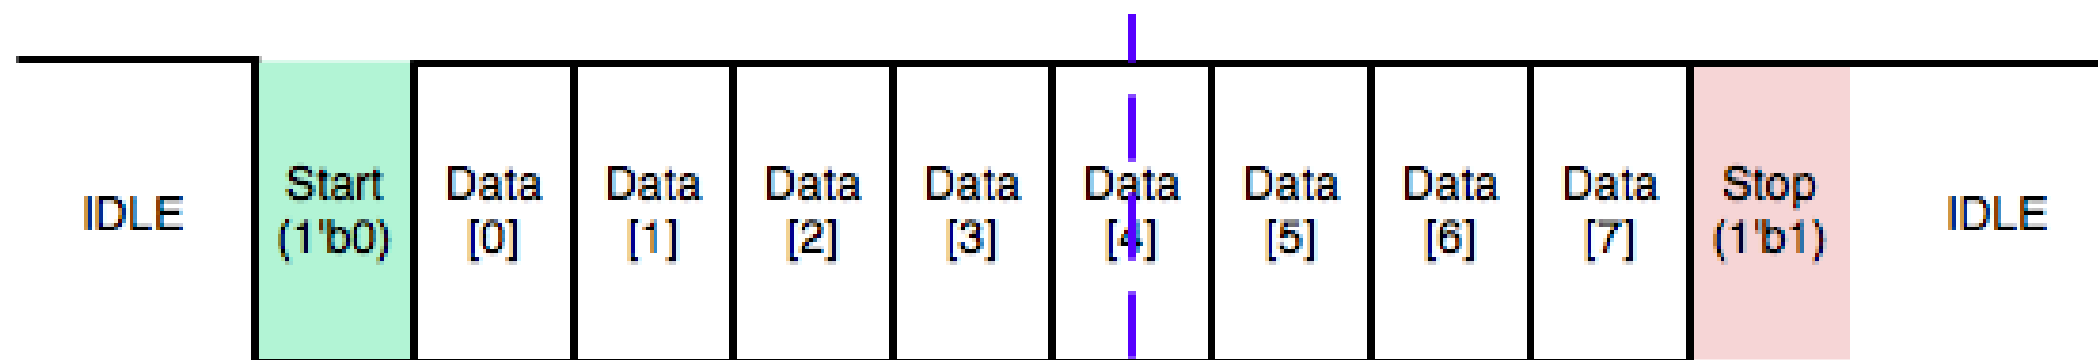 IDLE
Start
(1'b0)
Data
[0]
Data
[1]
Data
[2]
Data
[3]
Data
[4]
Data
[5]
Data
[6]
Data
[7]
Stop
(1'b1)
IDLE